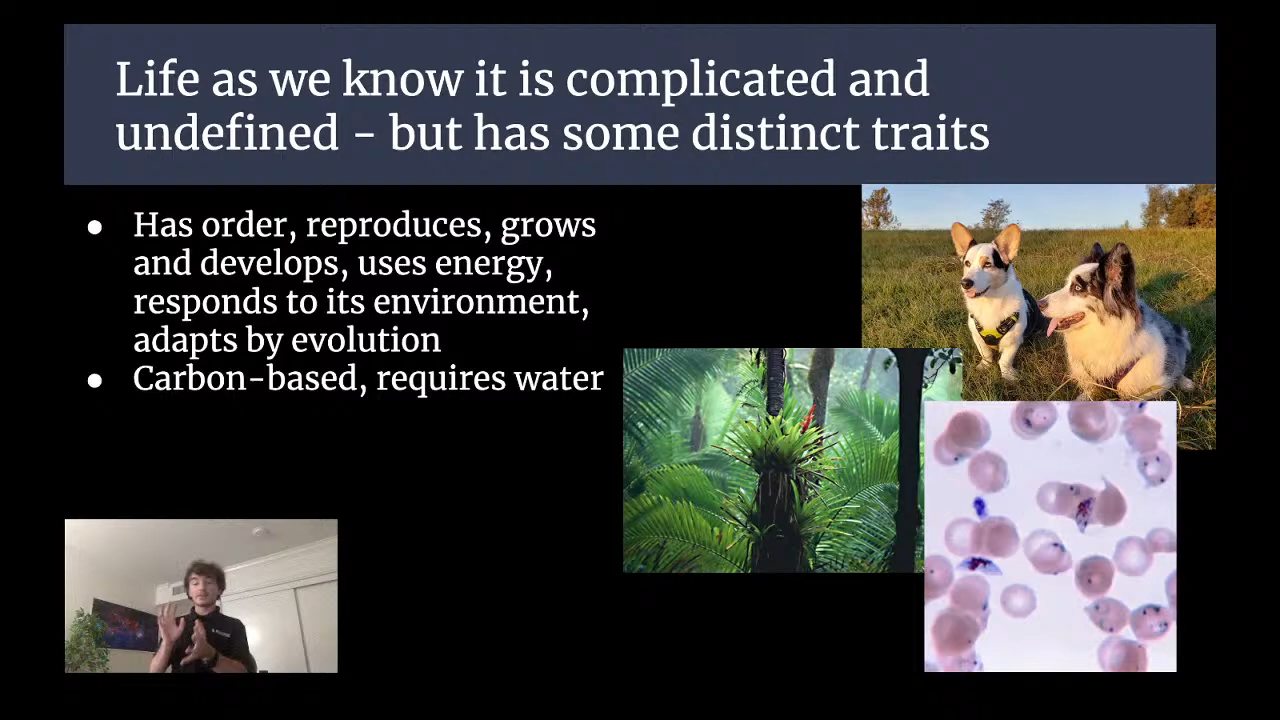 Life as we know it is complicated and
undefined - but has some distinct traits
● Has order, reproduces, grows
and develops, uses energy,
responds to its environment,
adapts by evolution
● Carbon-based, requires water